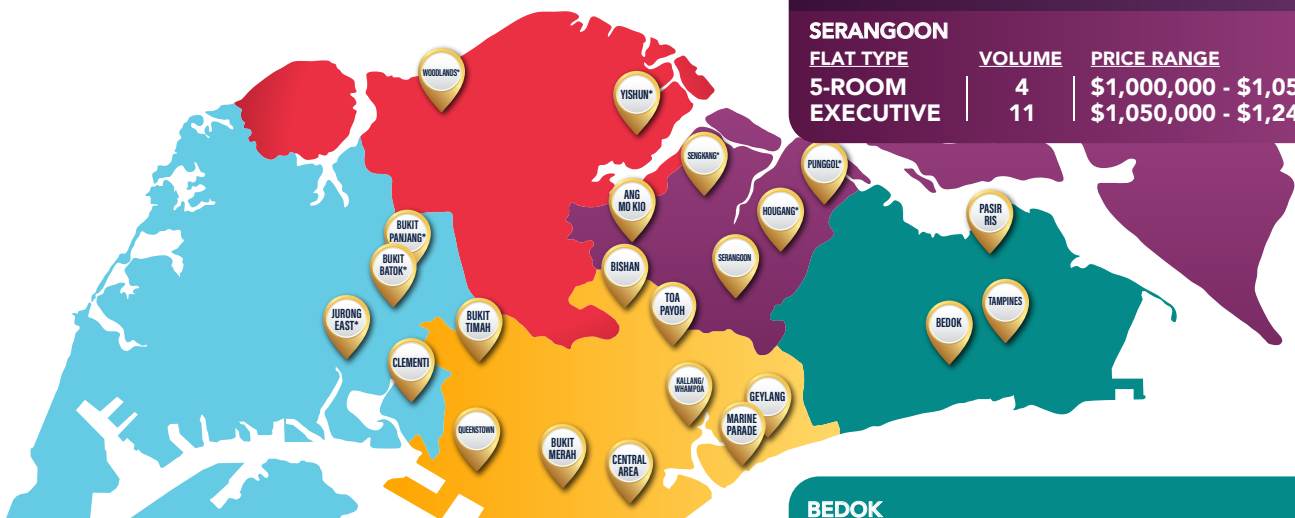 SERANGOON
FLAT TYPE VOLUME PRICE RANGE
5-ROOM 4 $1,000,000 - $1,05
EXECUTIVE 11 $1,050,000 - $1,24
WOODLANDS*
YISHUN*
SENGKANG*
PUNGGOL*
ANG
MO KIO
HOUGANG*
PASIR
RIS
BUKIT
PANJANG*
BUKIT
BATOK*
BISHAN
SERANGOON
TOA
PAYOH
TAMPINES
BEDOK
JURONG
EAST*
BUKIT
TIMAH
CLEMENTI
KALLANG/
WHAMPOA
GEYLANG
MARINE
PARADE
QUEENSTOWN
BUKIT
MERAH
CENTRAL
AREA
BEDOK